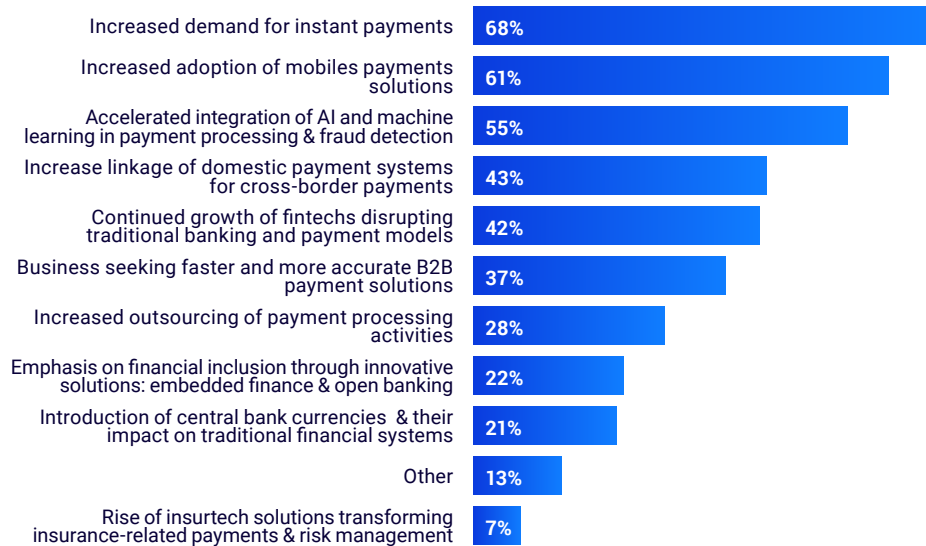 Increased demand for instant payments
68%
Increased adoption of mobiles payments
solutions
61%
Accelerated integration of AI and machine
learning in payment processing & fraud detection
55%
Increase linkage of domestic payment systems
for cross-border payments
43%
Continued growth of fintechs disrupting
traditional banking and payment models
42%
Business seeking faster and more accurate B2B
payment solutions
37%
Increased outsourcing of payment processing
activities
28%
Emphasis on financial inclusion through innovative
solutions: embedded finance & open banking
22%
Introduction of central bank currencies & their
impact on traditional financial systems
21%
Other
13%
Rise of insurtech solutions transforming
insurance-related payments & risk management
7%